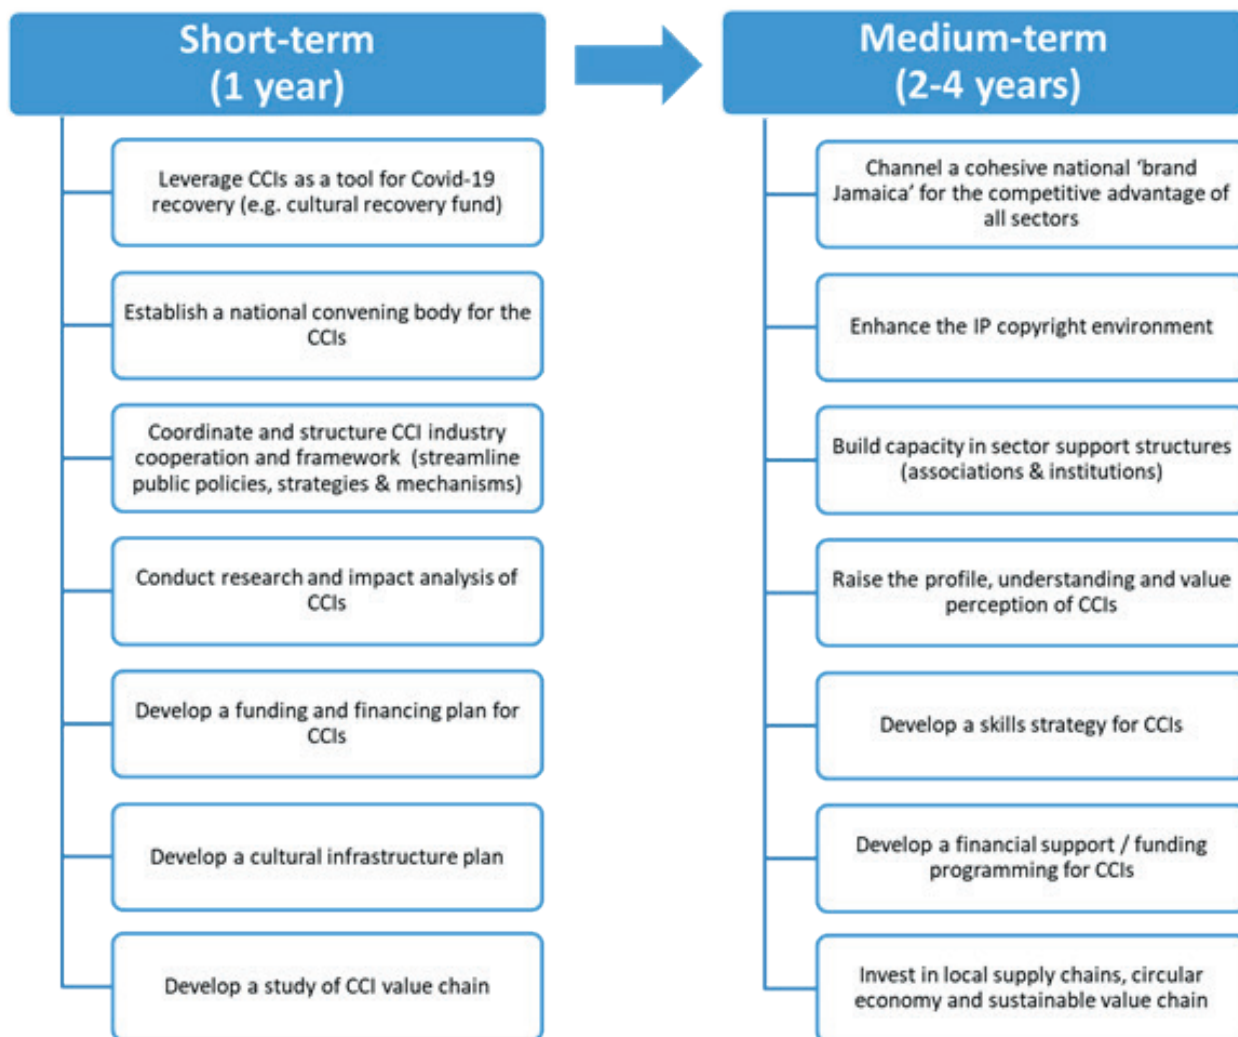 Short-term
(1 year)
Leverage CCIs as a tool for Covid-19
recovery (e.g. cultural recovery fund)
Establish a national convening body for the
CCIs
Coordinate and structure CCI industry
cooperation and framework (streamline
public policies, strategies & mechanisms)
Conduct research and impact analysis of
CCIs
Develop a funding and financing plan for
CCIs
Develop a cultural infrastructure plan
Develop a study of CCI value chain
Medium-term
(2-4 years)
Channel a cohesive national ‘brand
Jamaica’ for the competitive advantage of
all sectors
Enhance the IP copyright environment
Build capacity in sector support structures
(associations & institutions)
Raise the profile, understanding and value
perception of CCIs
Develop a skills strategy for CCIs
Develop a financial support / funding
programming for CCIs
Invest in local supply chains, circular
economy and sustainable value chain